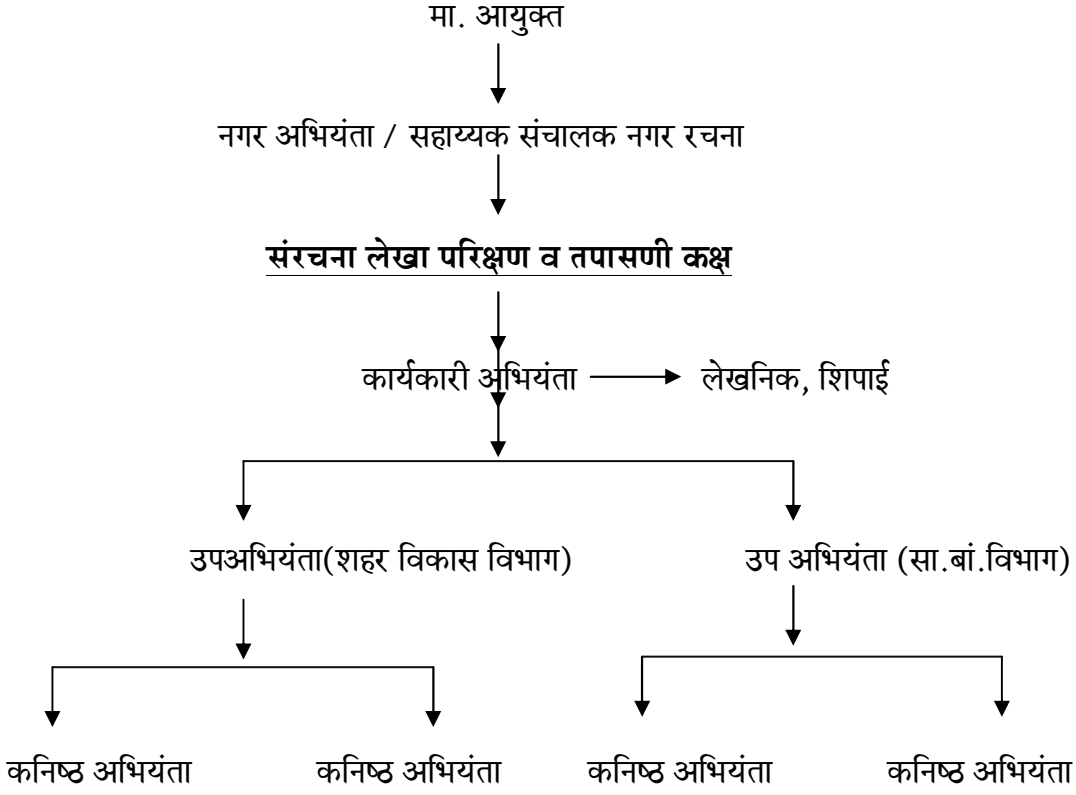 मा. आयुक्त
नगर अभियंता / सहाय्यक संचालक नगर रचना
संरचना लेखा परिक्षण व तपासणी कक्ष
कार्यकारी अभियंता लेखनिक, शिपाई
उपअभियंता(शहर विकास विभाग) उप अभियंता (सा.बां.विभाग)
कनिष्ठ अभियंता कनिष्ठ अभियंता कनिष्ठ अभियंता कनिष्ठ अभियंता